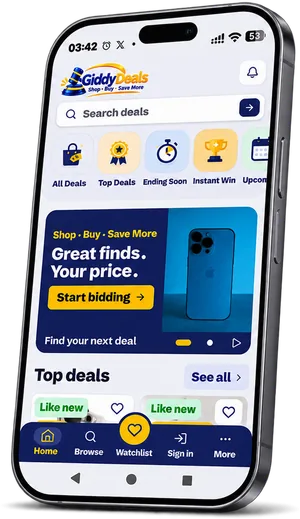 03:42
53
GiddyDeals
Shop • Buy • Save More
Search deals
All Deals
Top Deals
Ending Soon
Instant Win
Upcom
Shop • Buy • Save More
Great finds.
Your price.
Start bidding →
Find your next deal
Top deals
See all >
Like new
Like new
Home
Browse
Watchlist
Sign in
More